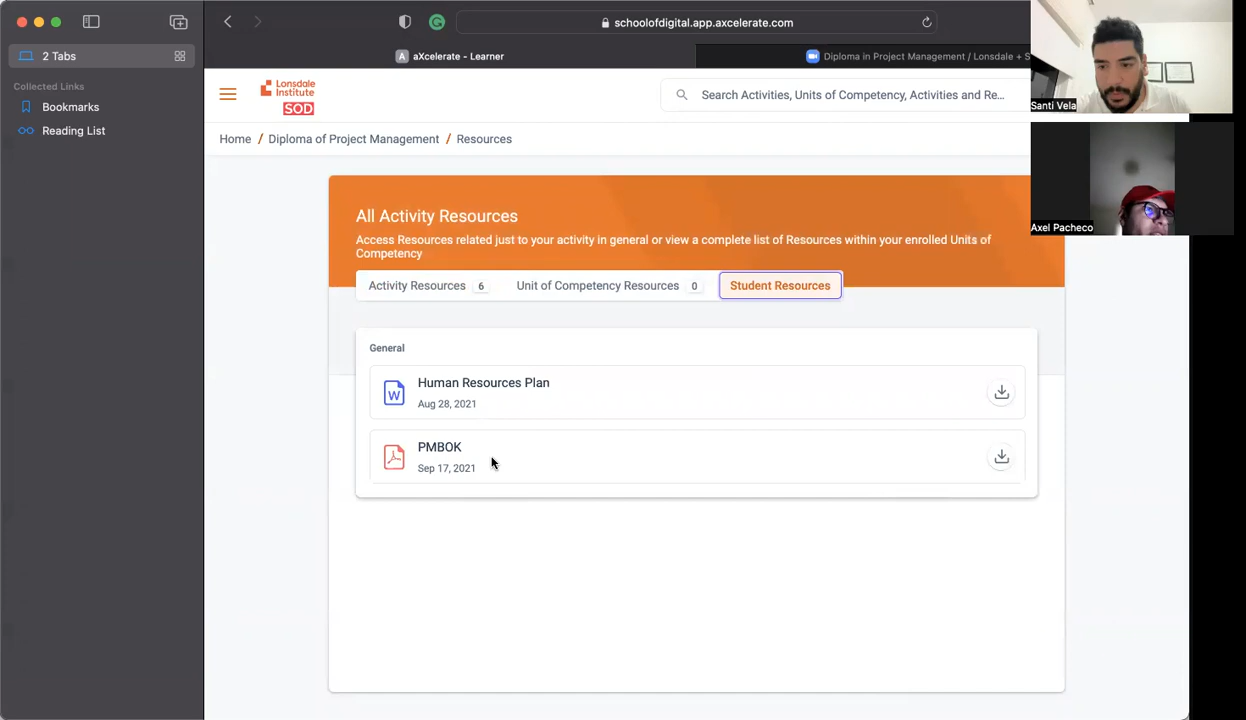 2 Tabs
Collected Links
Bookmarks
Reading List
schoolofdigital.app.axcelerate.com
A aXcelerate - Learner
Diploma in Project Management / Lonsdale + S
Lonsdale
Institute
SOD
Search Activities, Units of Competency, Activities and Re...
Home / Diploma of Project Management / Resources
All Activity Resources
Access Resources related just to your activity in general or view a complete list of Resources within your enrolled Units of
Competency
Activity Resources 6 Unit of Competency Resources 0 Student Resources
General
W
Human Resources Plan
Aug 28, 2021
PMBOK
Sep 17, 2021
Santi Vela
Axel Pacheco